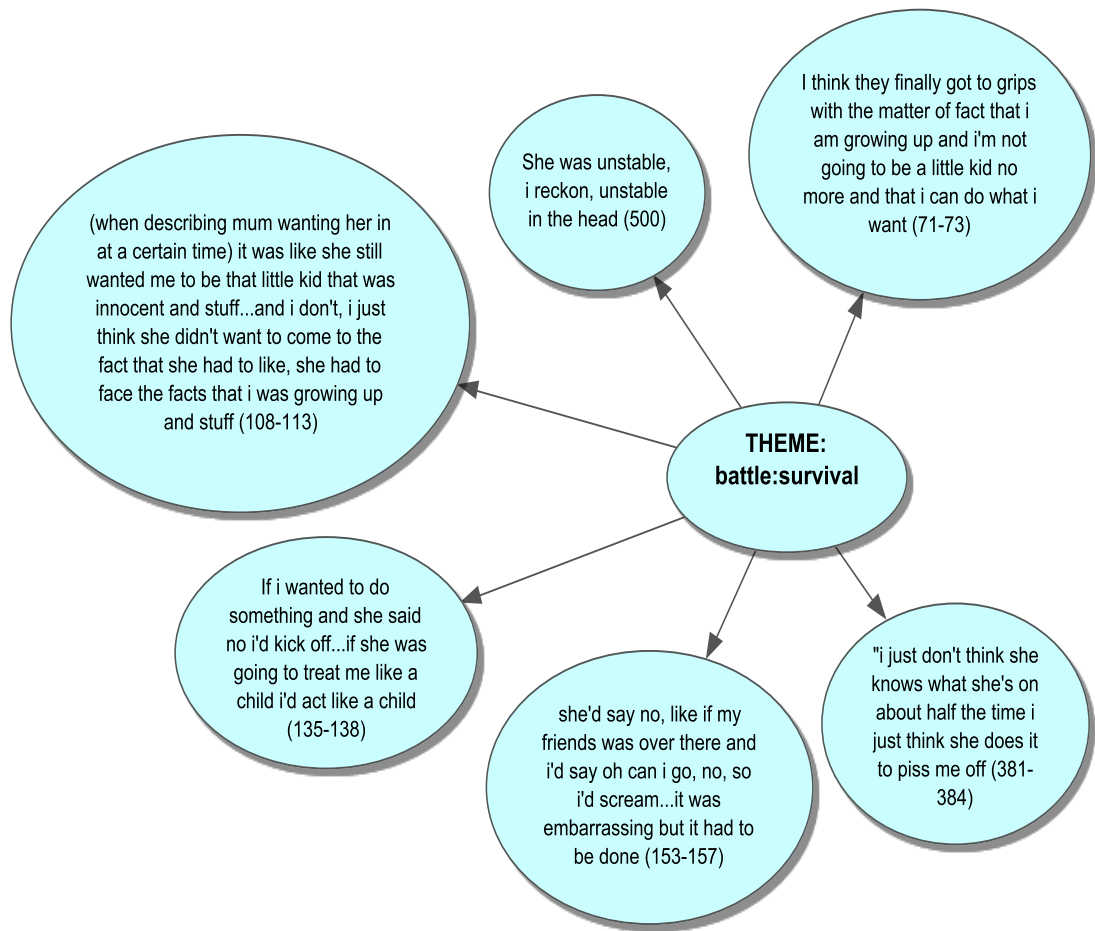 I think they finally got to grips
with the matter of fact that i
am growing up and i'm not
going to be a little kid no
more and that i can do what i
want (71-73)
She was unstable,
i reckon, unstable
in the head (500)
(when describing mum wanting her in
at a certain time) it was like she still
wanted me to be that little kid that was
innocent and stuff...and i don't, i just
think she didn't want to come to the
fact that she had to like, she had to
face the facts that i was growing up
and stuff (108-113)
THEME:
battle:survival
If i wanted to do
something and she said
no i'd kick off...if she was
going to treat me like a
child i'd act like a child
(135-138)
she'd say no, like if my
friends was over there and
i'd say oh can i go, no, so
i'd scream...it was
embarrassing but it had to
be done (153-157)
"i just don't think she
knows what she's on
about half the time i
just think she does it
to piss me off (381-
384)